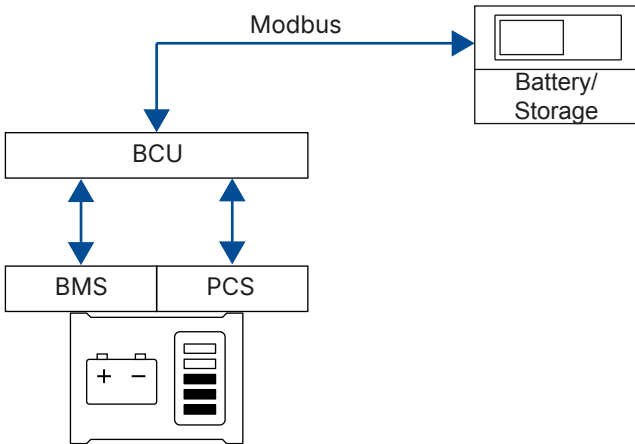 Modbus
Battery/
Storage
BCU
BMS
PCS
+ −